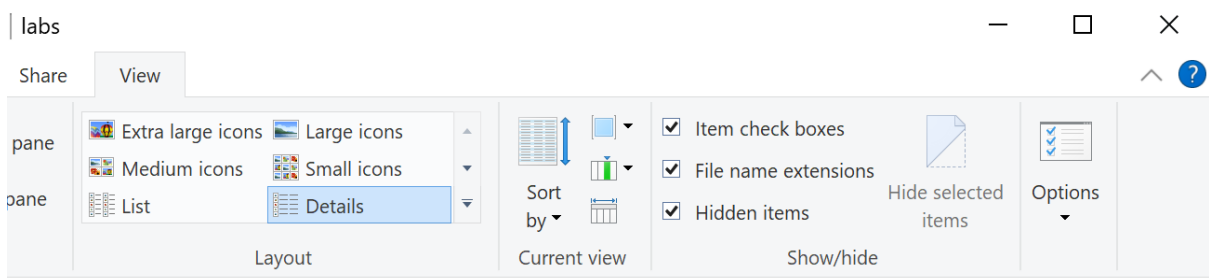 labs
Share View
?
pane
pane
Extra large icons Large icons
Medium icons Small icons
List Details
Layout
Sort
by
Current view
Item check boxes
File name extensions
Hidden items
Hide selected
items
Show/hide
Options